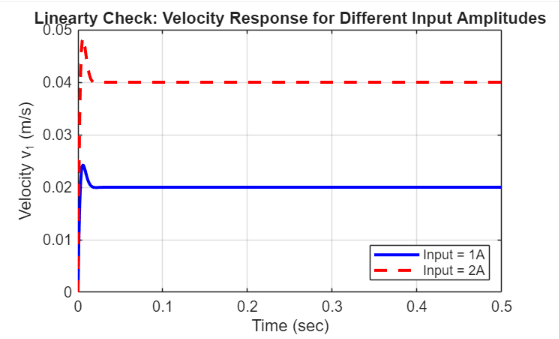 Linearty Check: Velocity Response for Different Input Amplitudes
0.05
0.04
0.03
0.02
0.01
0
Velocity v₁ (m/s)
Input = 1A
Input = 2A
0 0.1 0.2 0.3 0.4 0.5
Time (sec)